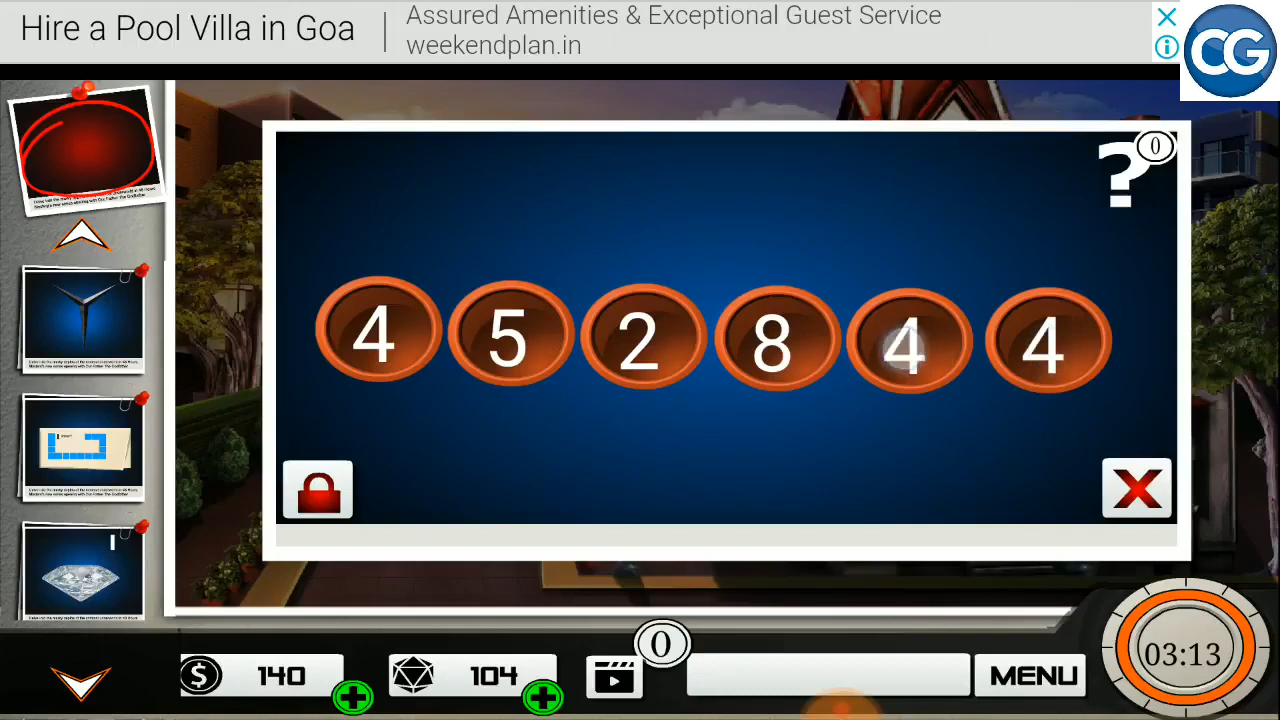 Hire a Pool Villa in Goa
Assured Amenities & Exceptional Guest Service
weekendplan.in
CG
0
?
4 5 2 8 4 4
0
$ 140
104
MENU
03:13